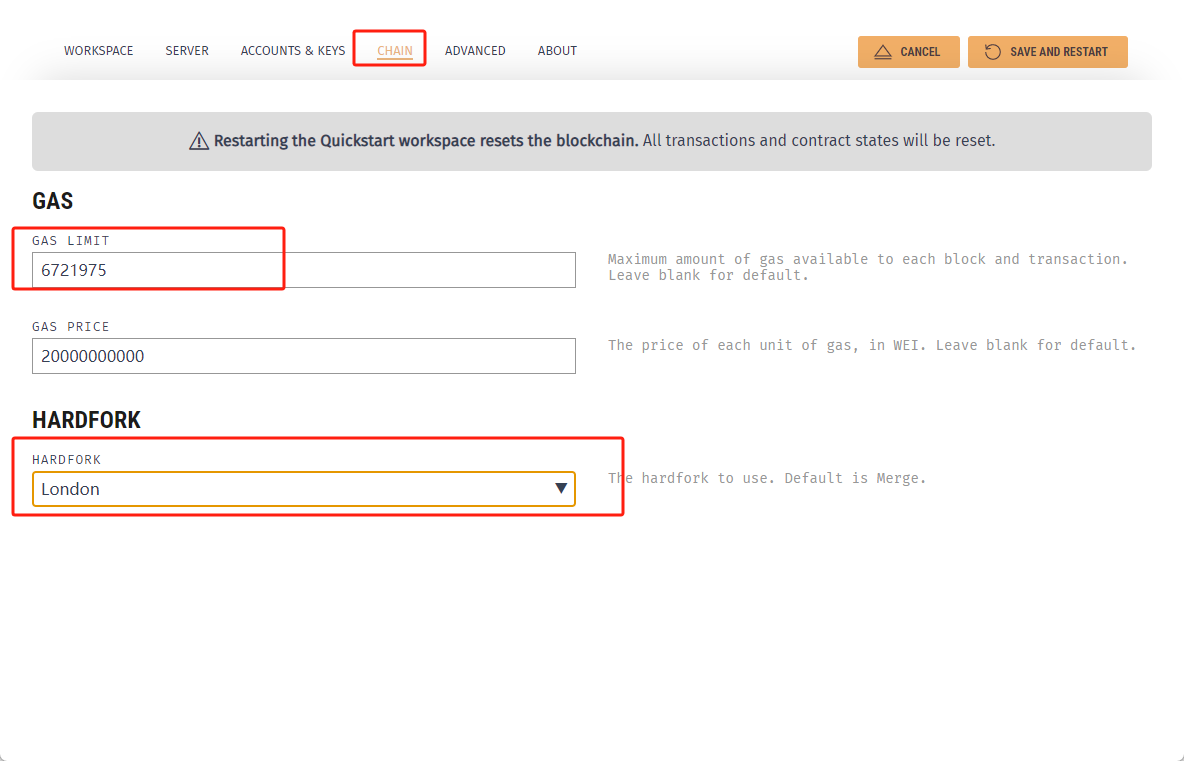 WORKSPACE SERVER ACCOUNTS & KEYS CHAIN ADVANCED ABOUT CANCEL SAVE AND RESTART
Restarting the Quickstart workspace resets the blockchain. All transactions and contract states will be reset.
GAS
GAS LIMIT
6721975
Maximum amount of gas available to each block and transaction.
Leave blank for default.
GAS PRICE
20000000000
The price of each unit of gas, in WEI. Leave blank for default.
HARDFORK
HARDFORK
London
The hardfork to use. Default is Merge.